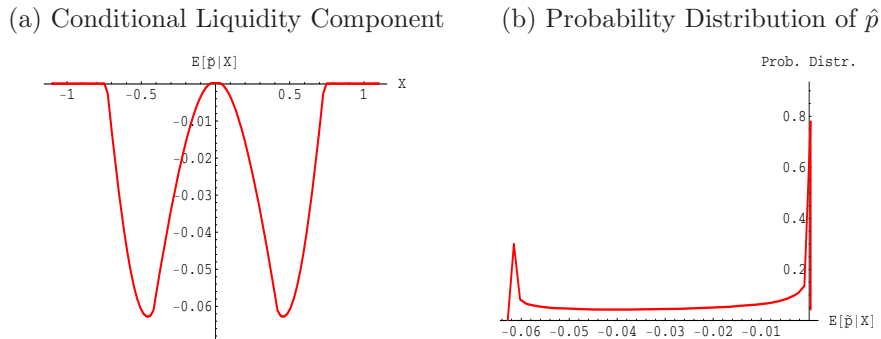 (a) Conditional Liquidity Component
(b) Probability Distribution of p̂
E[p̃|X]
-1 -0.5 0.5 1 X
-0.01
-0.02
-0.03
-0.04
-0.05
-0.06
Prob. Distr.
0.8
0.6
0.4
0.2
-0.06 -0.05 -0.04 -0.03 -0.02 -0.01 E[p̃|X]